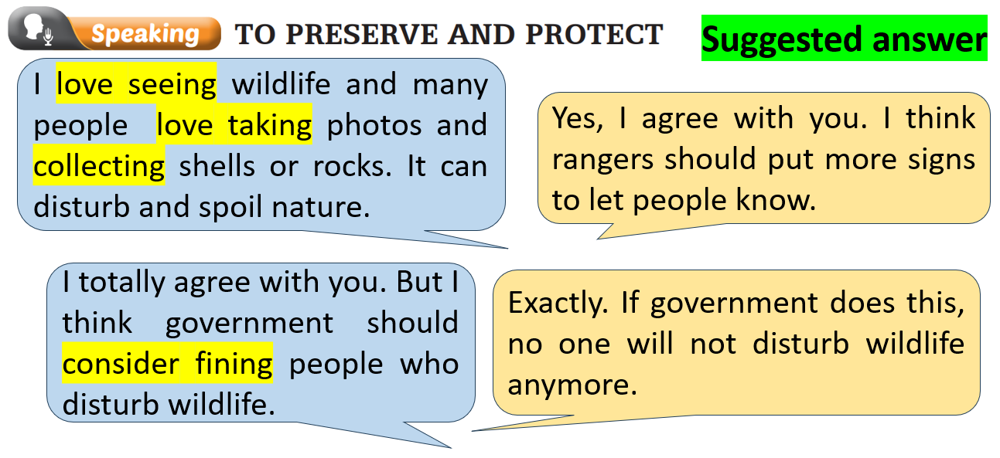 Speaking TO PRESERVE AND PROTECT
Suggested answer
I love seeing wildlife and many
people love taking photos and
collecting shells or rocks. It can
disturb and spoil nature.
Yes, I agree with you. I think
rangers should put more signs
to let people know.
I totally agree with you. But I
think government should
consider fining people who
disturb wildlife.
Exactly. If government does this,
no one will not disturb wildlife
anymore.